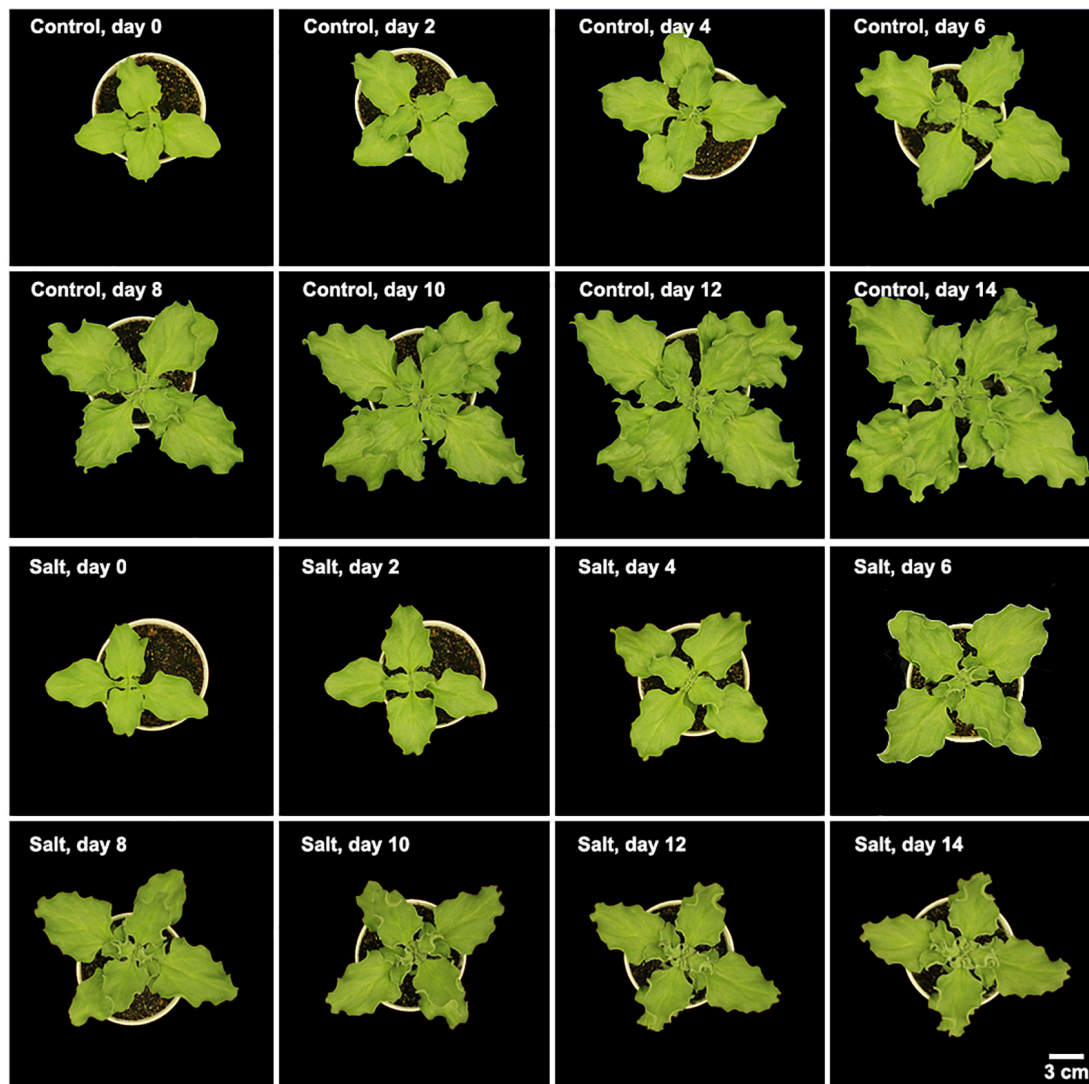 Control, day 0
Control, day 2
Control, day 4
Control, day 6
Control, day 8
Control, day 10
Control, day 12
Control, day 14
Salt, day 0
Salt, day 2
Salt, day 4
Salt, day 6
Salt, day 8
Salt, day 10
Salt, day 12
Salt, day 14
3 cm